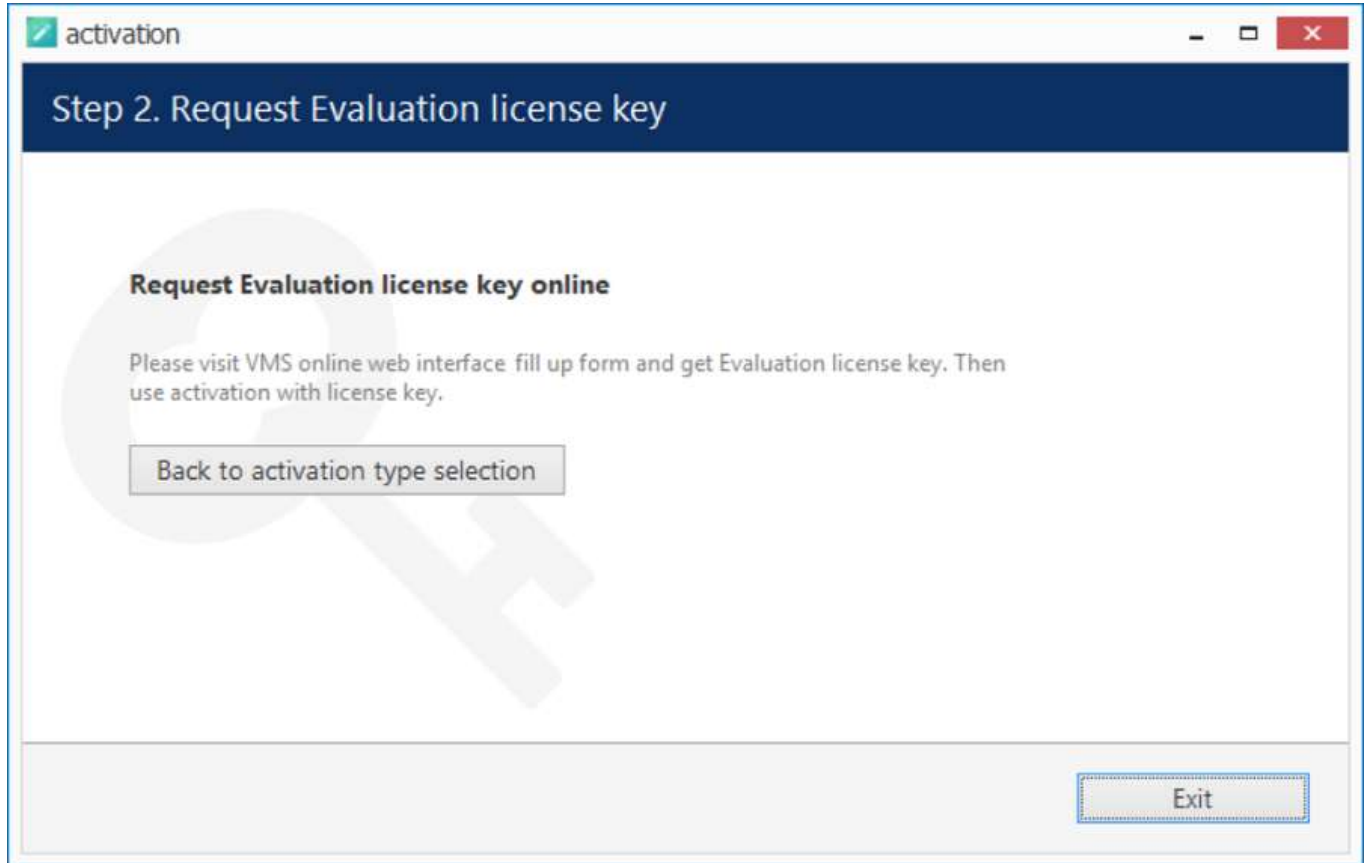 activation
Step 2. Request Evaluation license key
Request Evaluation license key online
Please visit VMS online web interface fill up form and get Evaluation license key. Then
use activation with license key.
Back to activation type selection
Exit